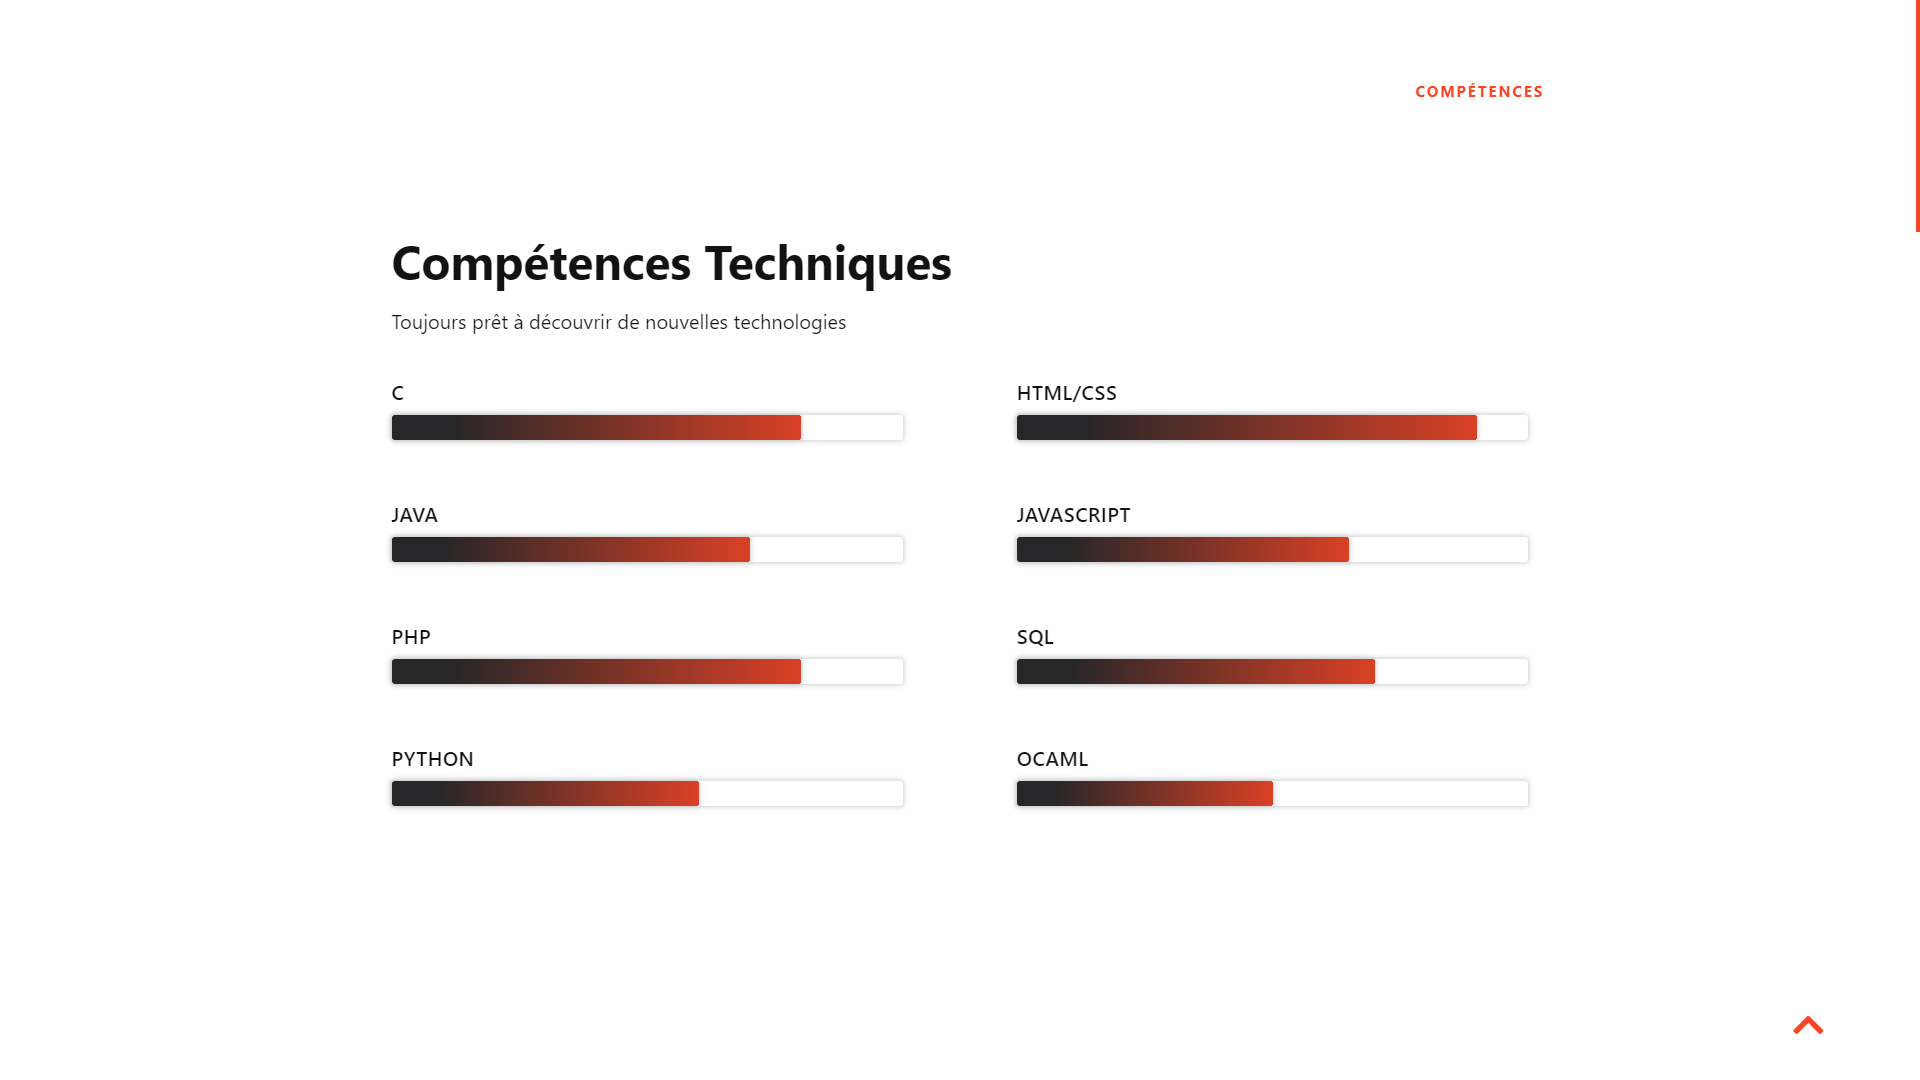 COMPÉTENCES
Compétences Techniques
Toujours prêt à découvrir de nouvelles technologies
C
HTML/CSS
JAVA
JAVASCRIPT
PHP
SQL
PYTHON
OCAML